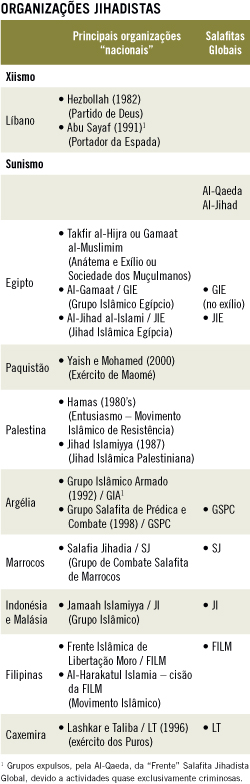 ORGANIZAÇÕES JIHADISTAS
Principais organizações
“nacionais”
Salafitas
Globais
Xiismo
Líbano
• Hezbollah (1982)
(Partido de Deus)
• Abu Sayaf (1991)¹
(Portador da Espada)
Sunismo
Al-Qaeda
Al-Jihad
Egipto
• Takfir al-Hijra ou Gamaat
al-Muslimim
(Anátema e Exílio ou
Sociedade dos Muçulmanos)
• Al-Gamaat / GIE
(Grupo Islâmico Egípcio)
• Al-Jihad al-Islami / JIE
(Jihad Islâmica Egípcia)
• GIE
(no exílio)
• JIE
Paquistão
• Yaish e Mohamed (2000)
(Exército de Maomé)
Palestina
• Hamas (1980’s)
(Entusiasmo – Movimento
Islâmico de Resistência)
• Jihad Islamiyya (1987)
(Jihad Islâmica Palestiniana)
Argélia
• Grupo Islâmico Armado
(1992) / GIA¹
• Grupo Salafita de Prédica e
Combate (1998) / GSPC
• GSPC
Marrocos
• Salafia Jihadia / SJ
(Grupo de Combate Salafita
de Marrocos
• SJ
Indonésia
e Malásia
• Jamaah Islamiyya / JI
(Grupo Islâmico)
• JI
Filipinas
• Frente Islâmica de
Libertação Moro / FILM
• Al-Harakatul Islamia – cisão
da FILM
(Movimento Islâmico)
• FILM
Caxemira
• Lashkar e Taliba / LT (1996)
(exército dos Puros)
• LT
¹ Grupos expulsos, pela Al-Qaeda, da “Frente” Salafita Jihadista
Global, devido a actividades quase exclusivamente criminosas.